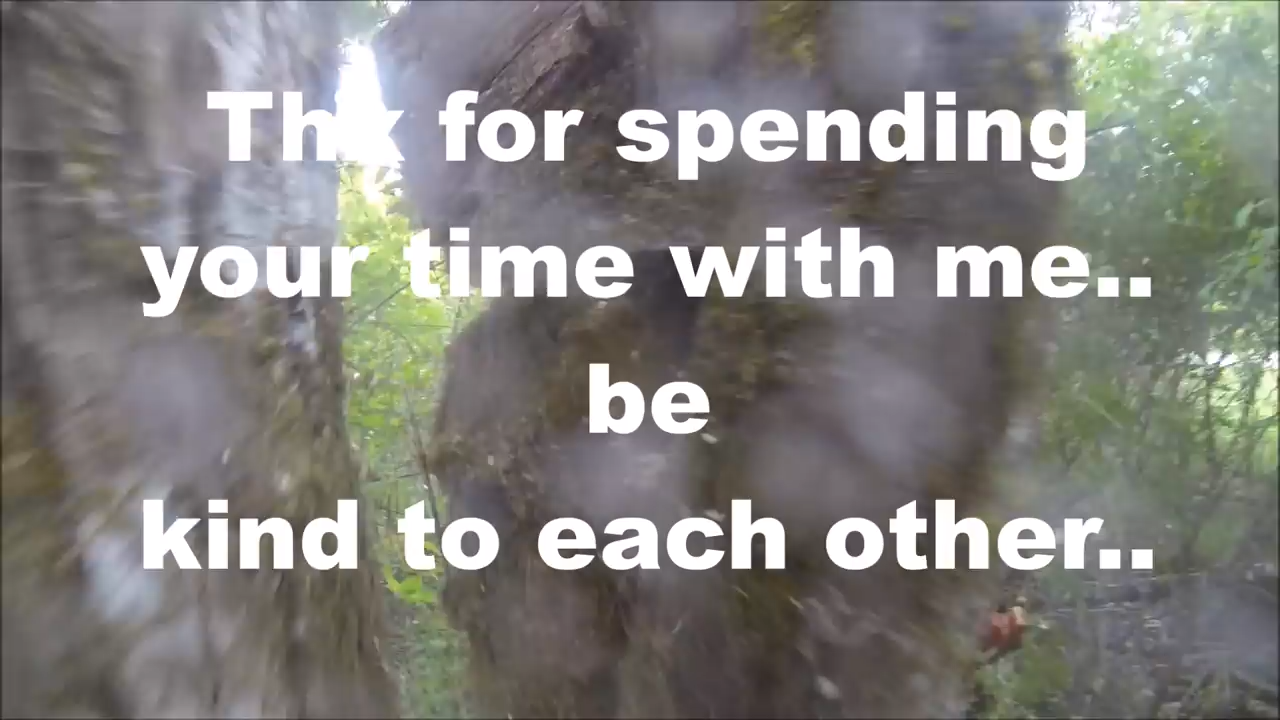 Thx for spending
your time with me..
be
kind to each other..